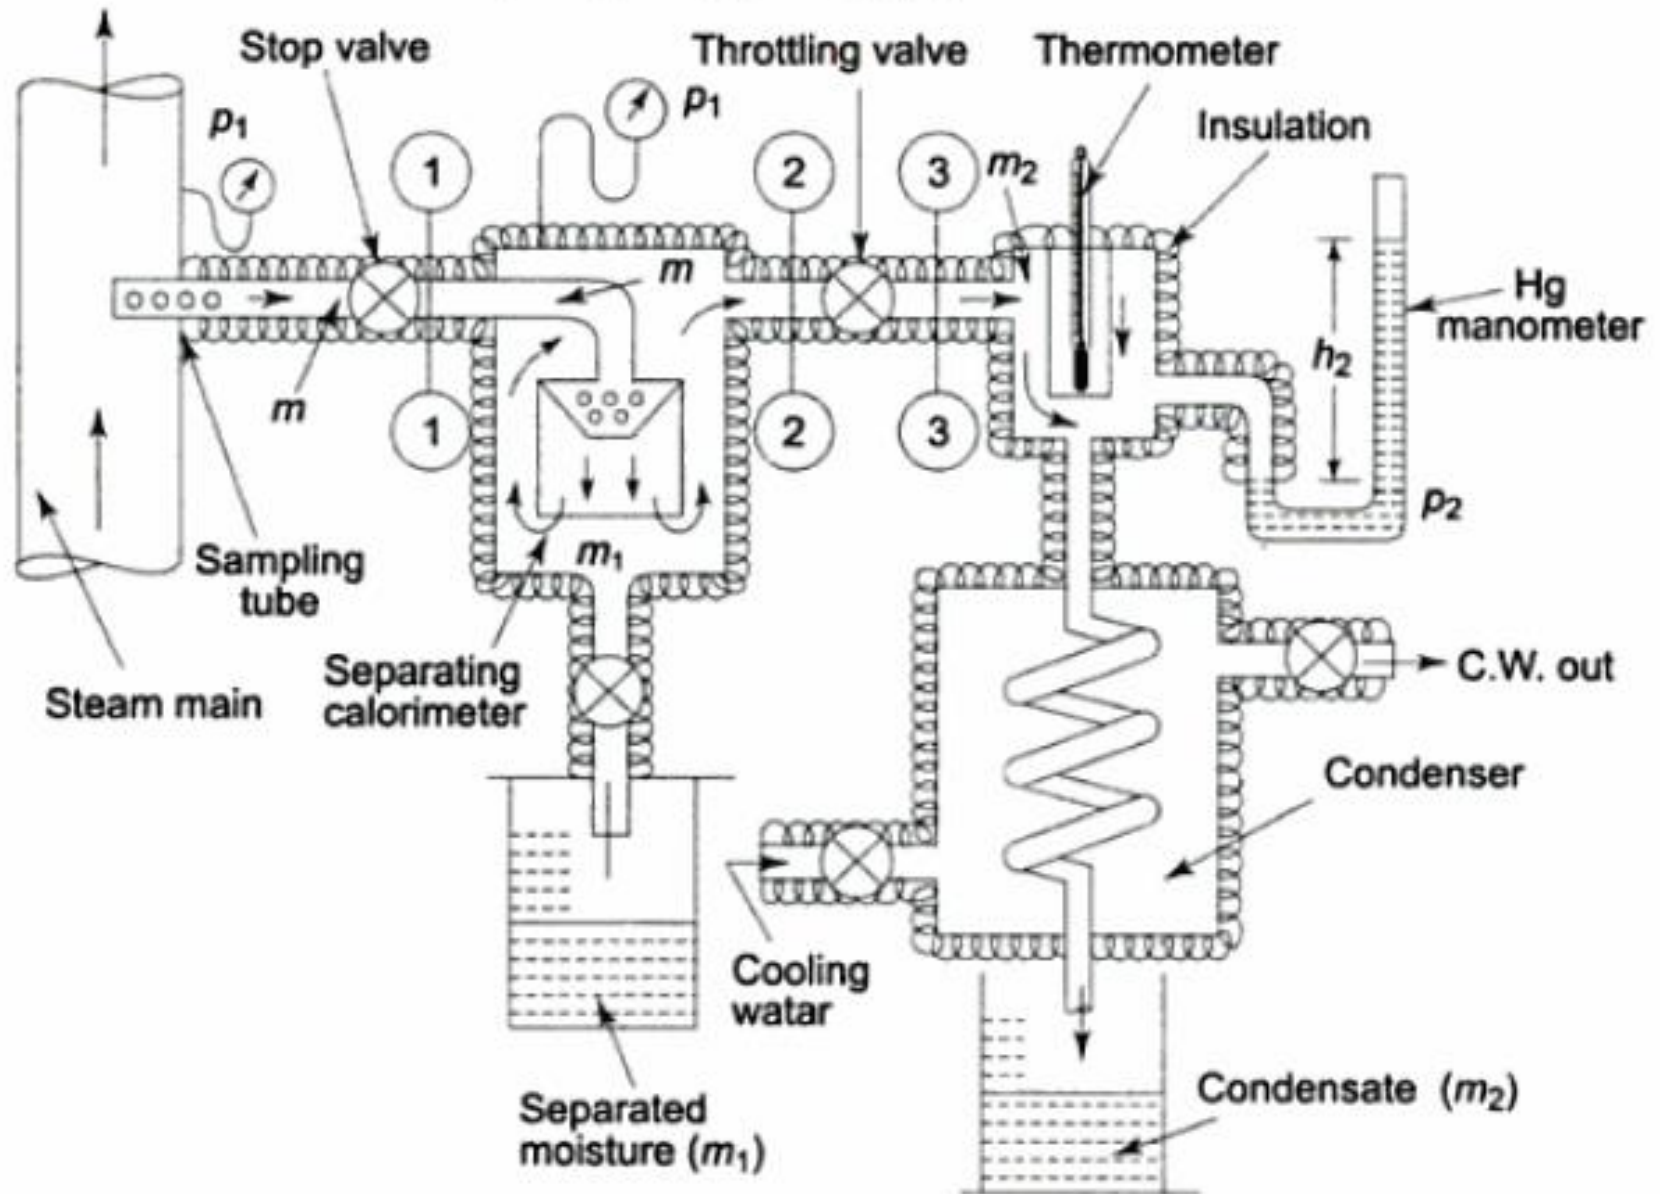 Stop valve
Throttling valve
Thermometer
p1
p1
Insulation
1
2
3
m2
m
Hg
manometer
h2
m
1
2
3
p2
m1
Sampling
tube
Separating
calorimeter
Steam main
C.W. out
Condenser
Cooling
watar
Separated
moisture (m1)
Condensate (m2)